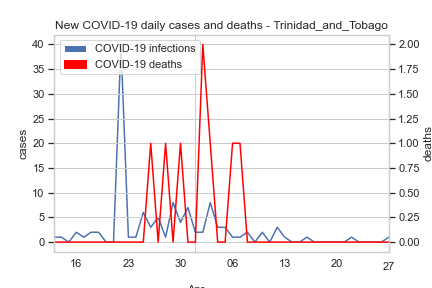 New COVID-19 daily cases and deaths - Trinidad_and_Tobago
COVID-19 infections
COVID-19 deaths
cases
40
35
30
25
20
15
10
5
0
deaths
2.00
1.75
1.50
1.25
1.00
0.75
0.50
0.25
0.00
16 23 30 06 13 20 27
Apr